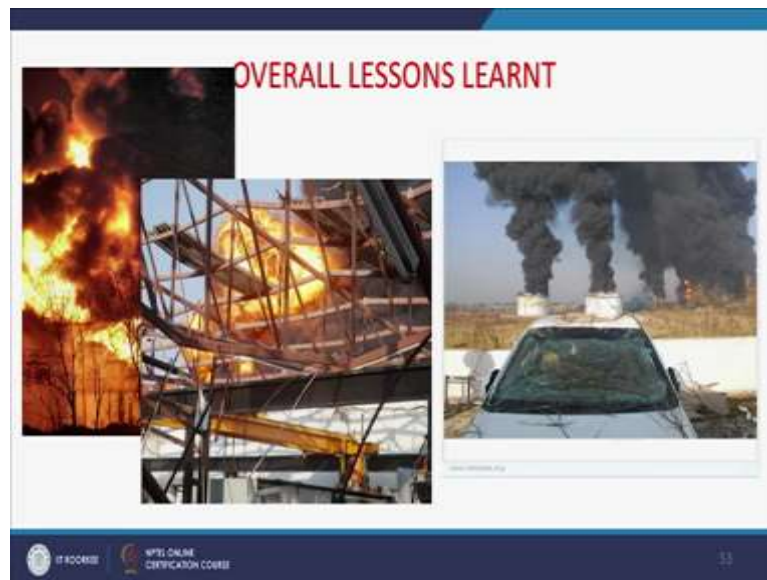 OVERALL LESSONS LEARNT
IIT ROORKEE
NPTEL ONLINE
CERTIFICATION COURSE
53